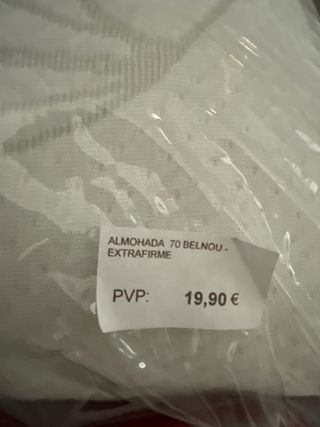 ALMOHADA 70 BELNOU -
EXTRAFIRME
PVP: 19,90 €